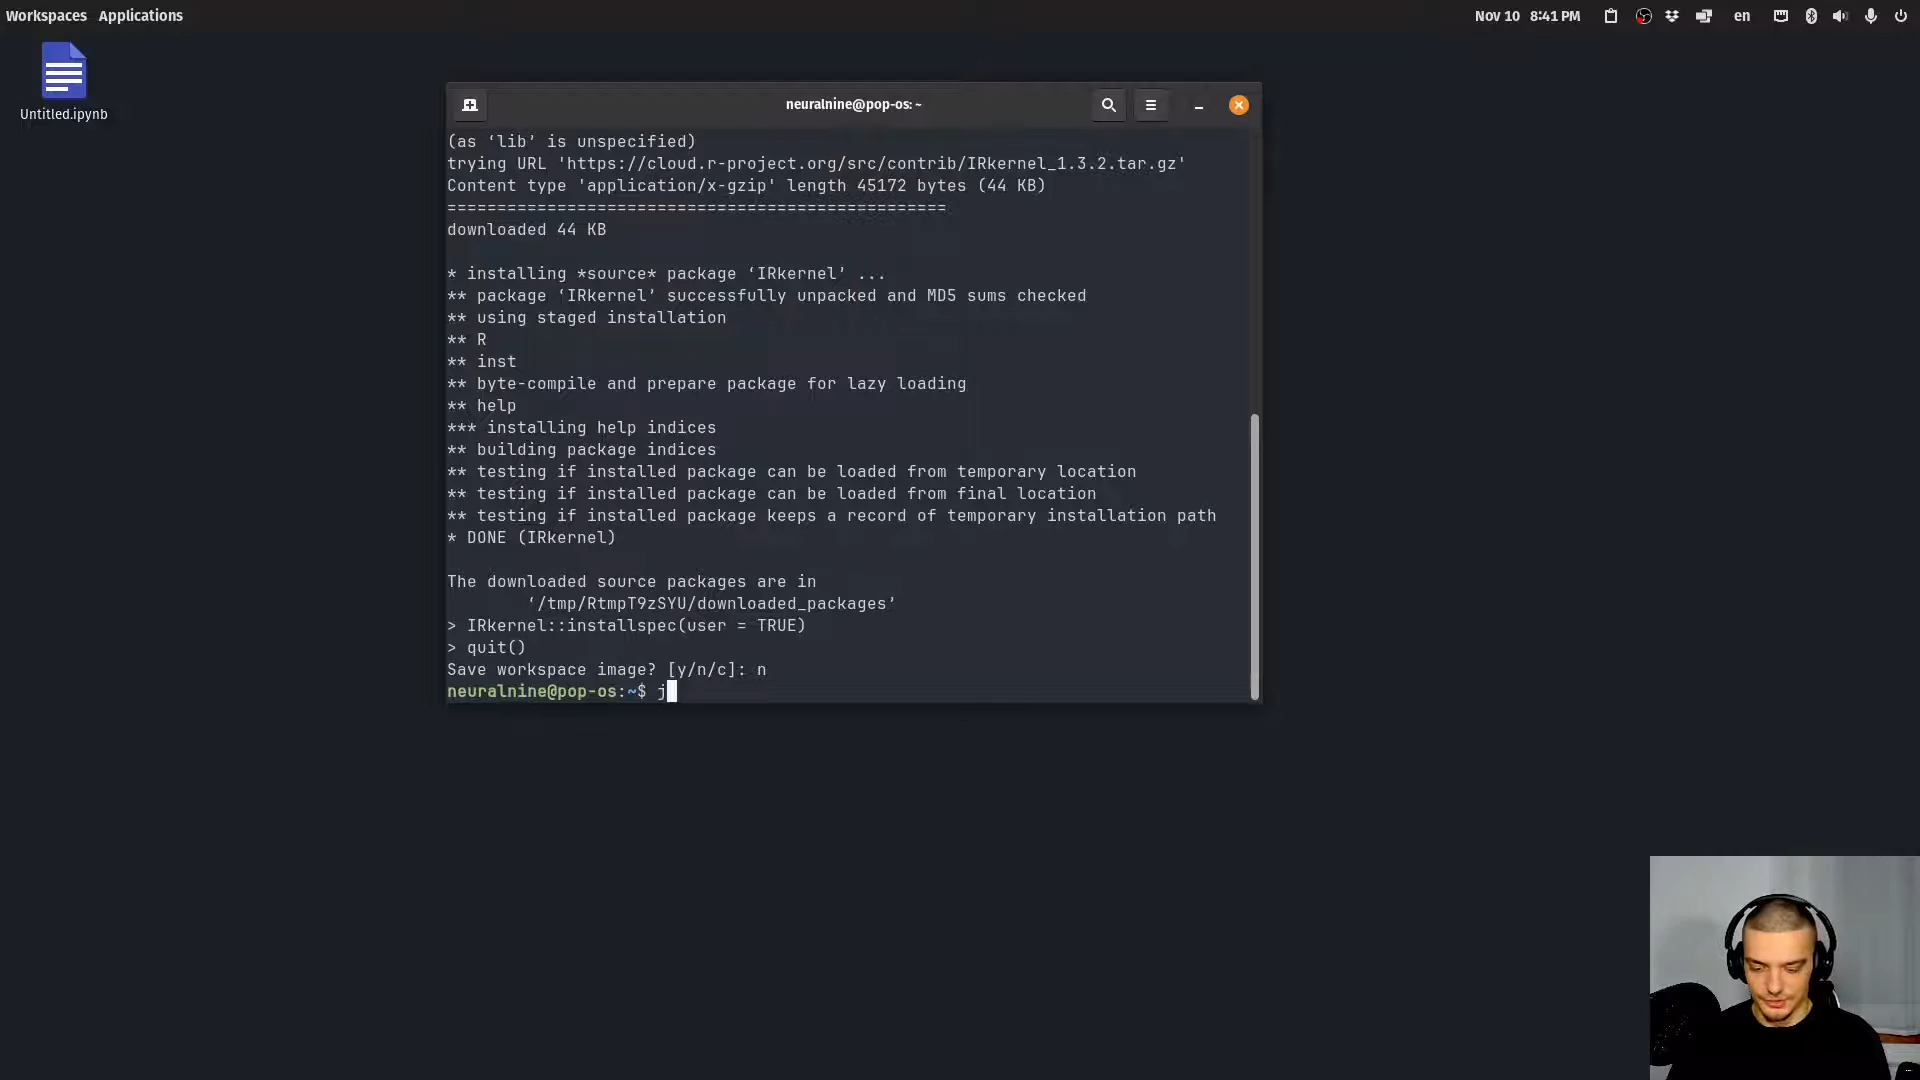 Workspaces Applications
Nov 10 8:41 PM
en
Untitled.ipynb
neuralnine@pop-os: ~
(as ‘lib’ is unspecified)
trying URL 'https://cloud.r-project.org/src/contrib/IRkernel_1.3.2.tar.gz'
Content type 'application/x-gzip' length 45172 bytes (44 KB)
==================================================
downloaded 44 KB
* installing *source* package ‘IRkernel’ ...
** package ‘IRkernel’ successfully unpacked and MD5 sums checked
** using staged installation
** R
** inst
** byte-compile and prepare package for lazy loading
** help
*** installing help indices
** building package indices
** testing if installed package can be loaded from temporary location
** testing if installed package can be loaded from final location
** testing if installed package keeps a record of temporary installation path
* DONE (IRkernel)
The downloaded source packages are in
‘/tmp/RtmpT9zSYU/downloaded_packages’
> IRkernel::installspec(user = TRUE)
> quit()
Save workspace image? [y/n/c]: n
neuralnine@pop-os:~$ j